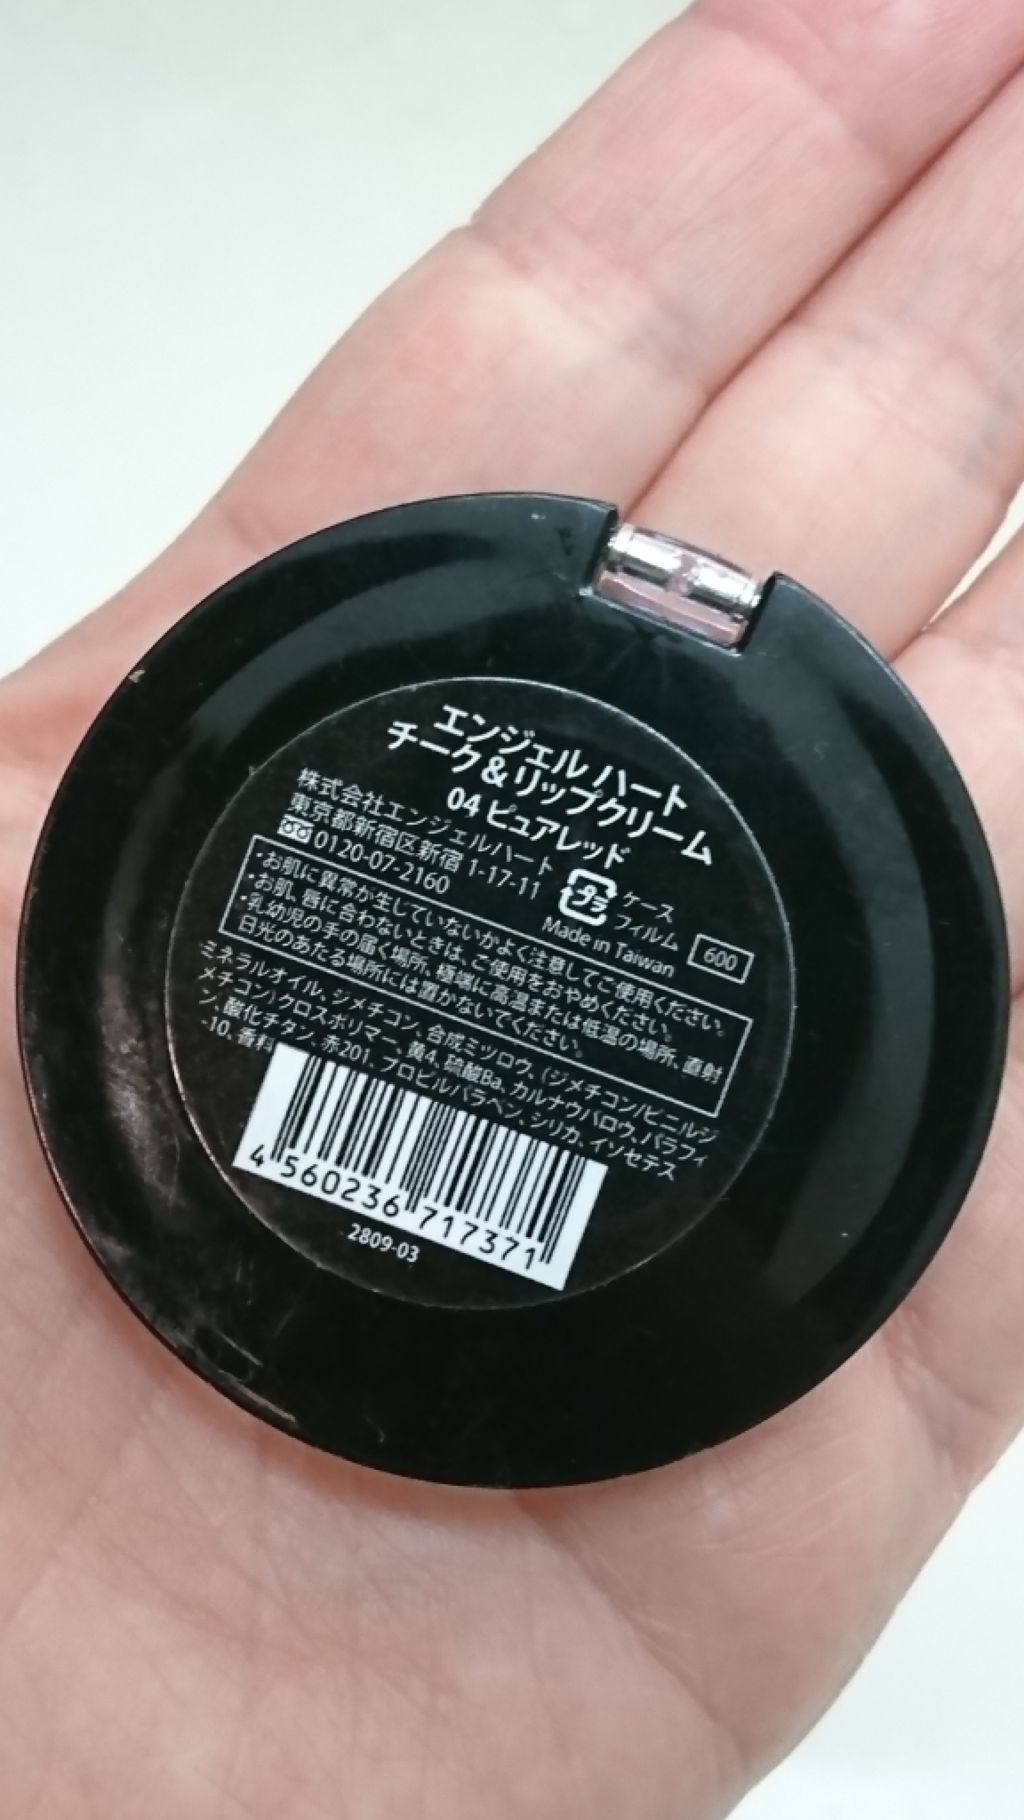 エンジェル ハート
チーク&リップクリーム
04 ピュアレッド
株式会社エンジェルハート
東京都新宿区新宿 1-17-11
0120-07-2160
プラ
ケース
フィルム
Made in Taiwan
600
・お肌に異常が生じていないかよく注意してご使用ください。
・お肌、唇に合わないときは、ご使用をおやめください。
・乳幼児の手の届く場所、極端に高温または低温の場所、直射
日光のあたる場所には置かないでください。
ミネラルオイル、ジメチコン、合成ミツロウ、(ジメチコン/ビニルジ
メチコン)クロスポリマー、黄4、硫酸Ba、カルナウバロウ、パラフィ
ン、酸化チタン、赤201、プロピルパラベン、シリカ、イソセテス
-10、香料
4 560236 717371
2809-03